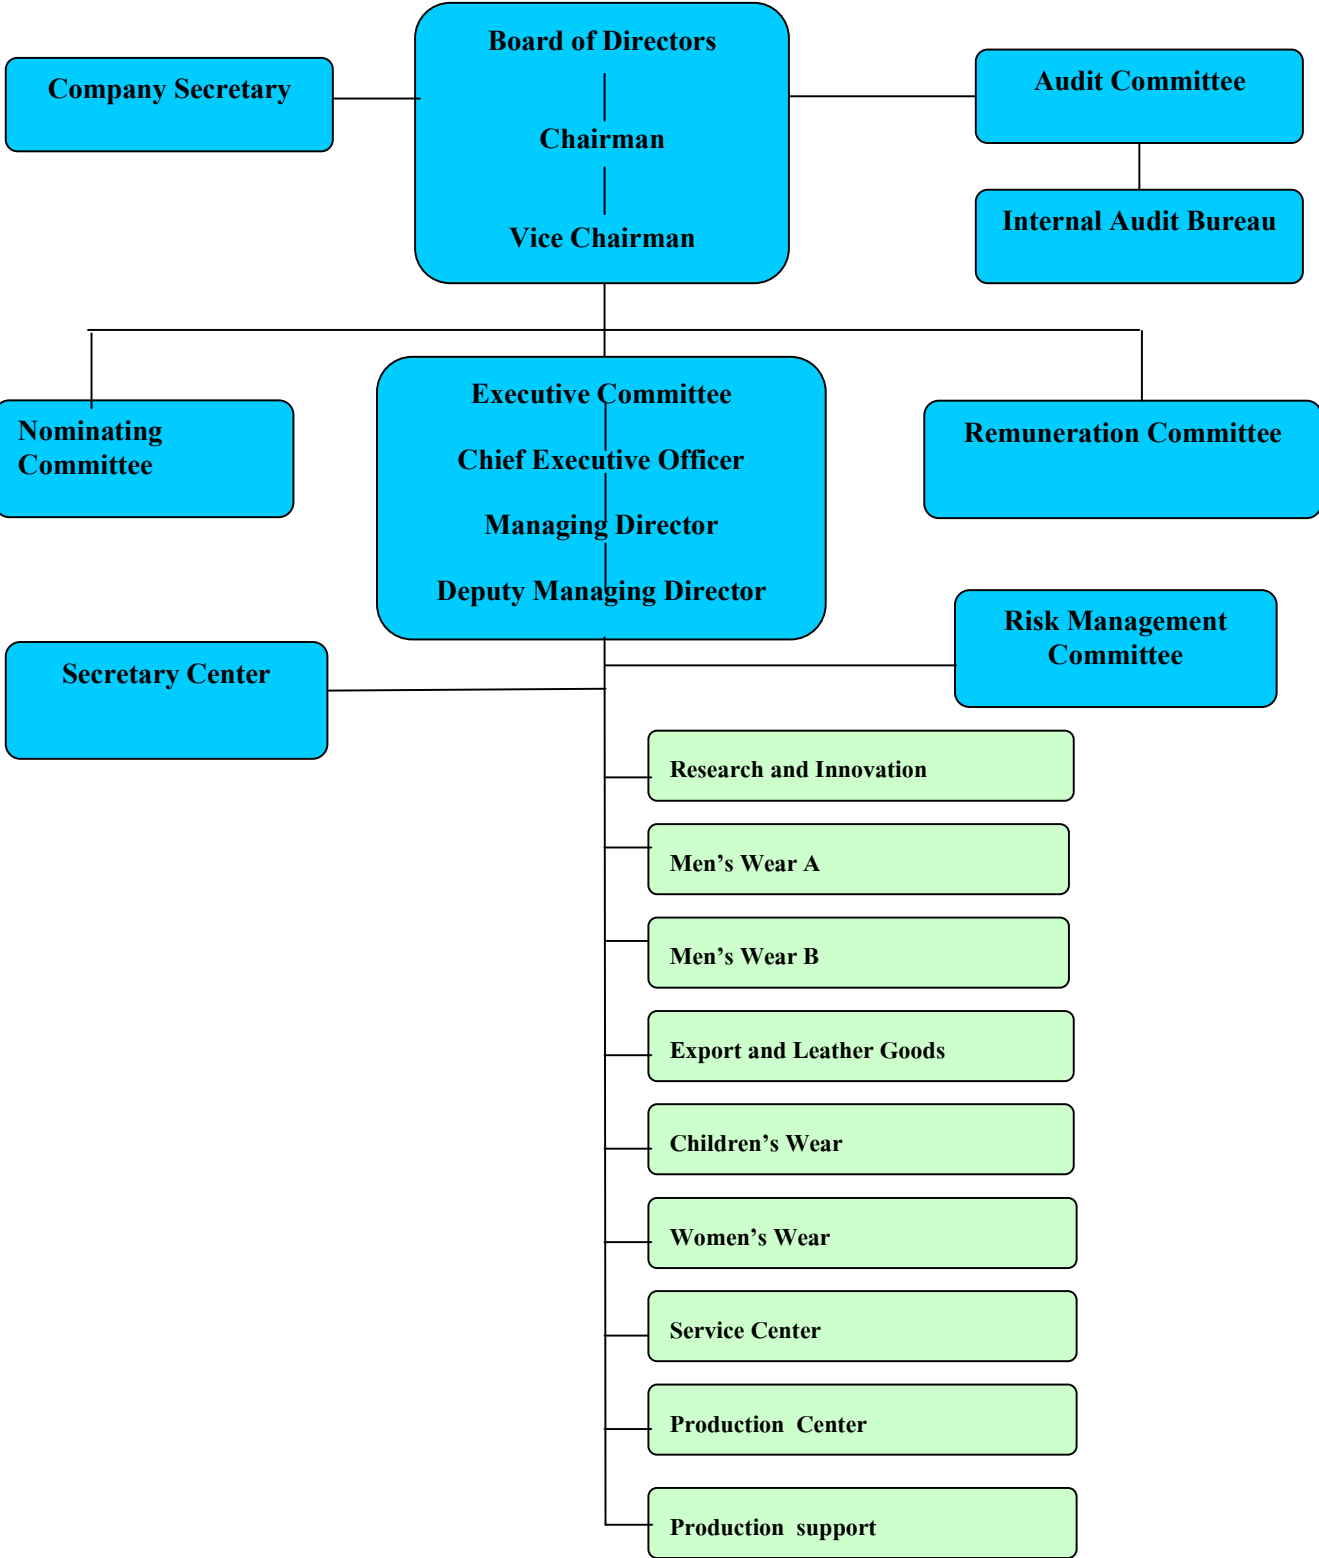 Board of Directors
Company Secretary
Audit Committee
Chairman
Internal Audit Bureau
Vice Chairman
Executive Committee
Nominating
Committee
Remuneration Committee
Chief Executive Officer
Managing Director
Deputy Managing Director
Risk Management
Committee
Secretary Center
Research and Innovation
Men’s Wear A
Men’s Wear B
Export and Leather Goods
Children’s Wear
Women’s Wear
Service Center
Production  Center
Production  support